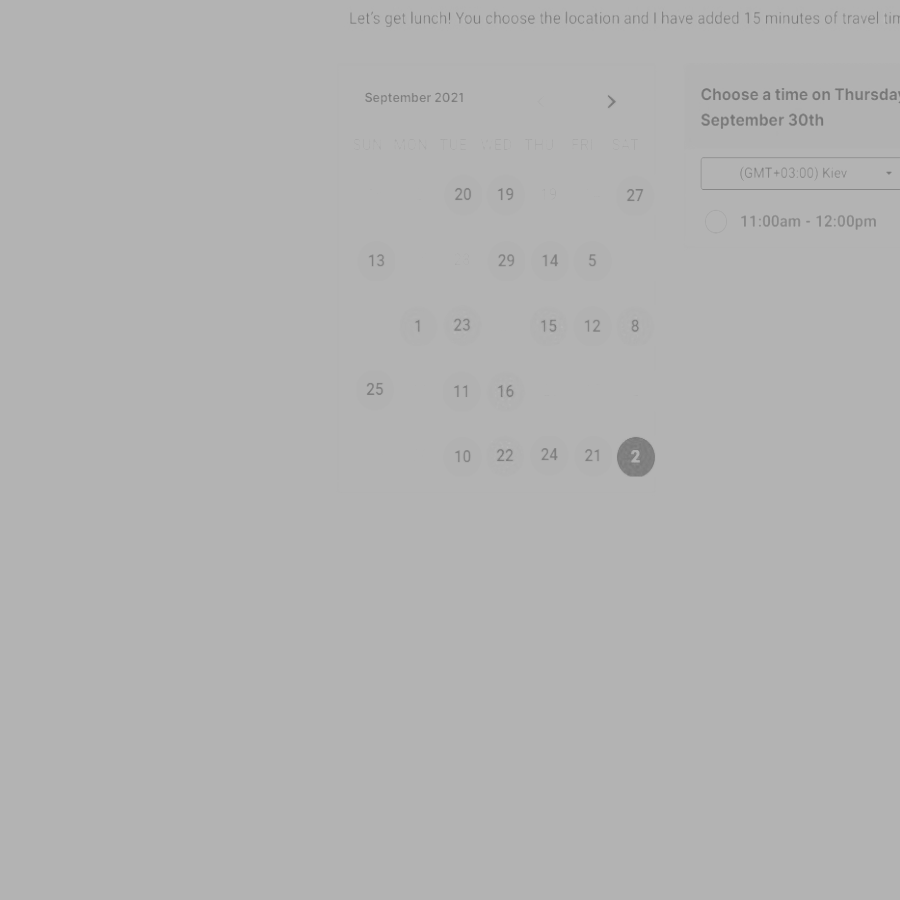 Let's get lunch! You choose the location and I have added 15 minutes of travel
September 2021
SUN MON TUE WED THU FRI SAT
20 19 27
13 29 14 5
1 23 15 12 8
25 11 16
10 22 24 21 2
Choose a time on Thursday
September 30th
(GMT+03:00) Kiev
11:00am - 12:00pm